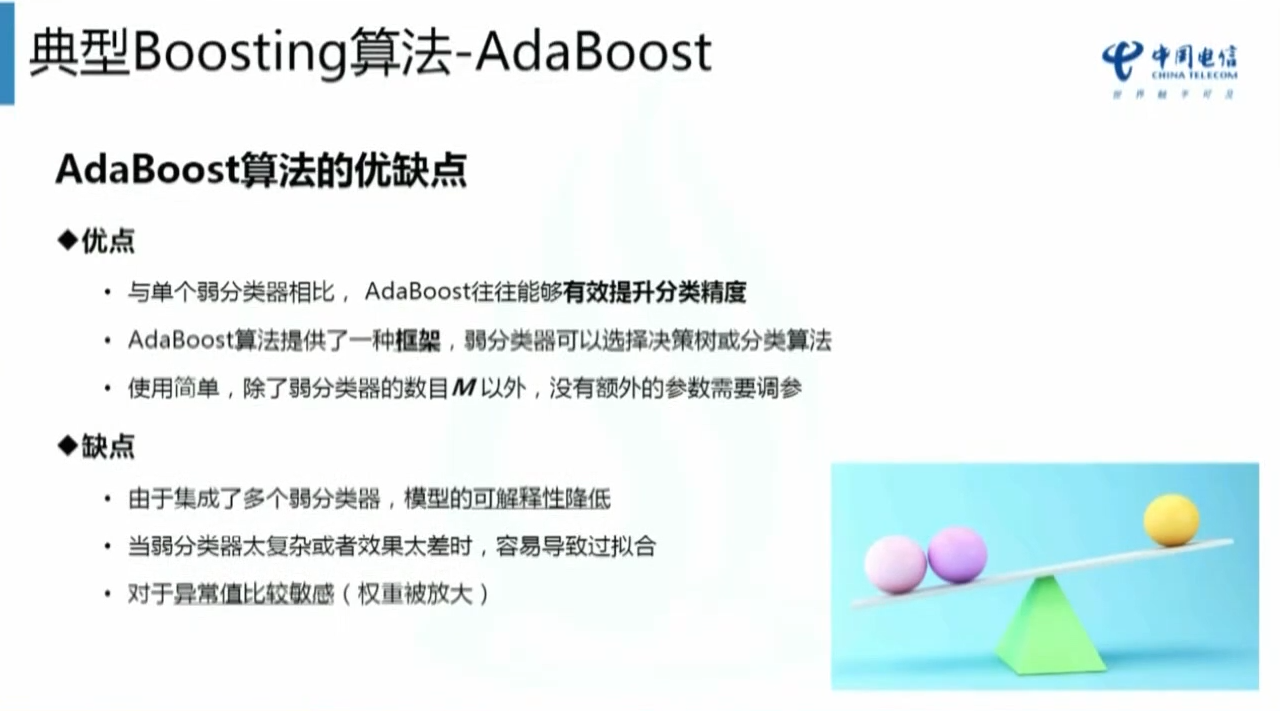 典型Boosting算法-AdaBoost
中国电信
CHINA TELECOM
世 界 触 手 可 及
AdaBoost算法的优缺点
◆优点
• 与单个弱分类器相比， AdaBoost往往能够有效提升分类精度
• AdaBoost算法提供了一种框架，弱分类器可以选择决策树或分类算法
• 使用简单，除了弱分类器的数目M 以外，没有额外的参数需要调参
◆缺点
• 由于集成了多个弱分类器，模型的可解释性降低
• 当弱分类器太复杂或者效果太差时，容易导致过拟合
• 对于异常值比较敏感（权重被放大）